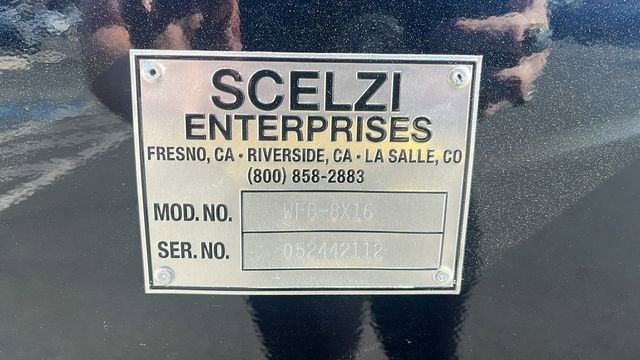 SCELZI
ENTERPRISES
FRESNO, CA • RIVERSIDE, CA • LA SALLE, CO
(800) 858-2883
MOD. NO. WFB-8X16
SER. NO. 052442112